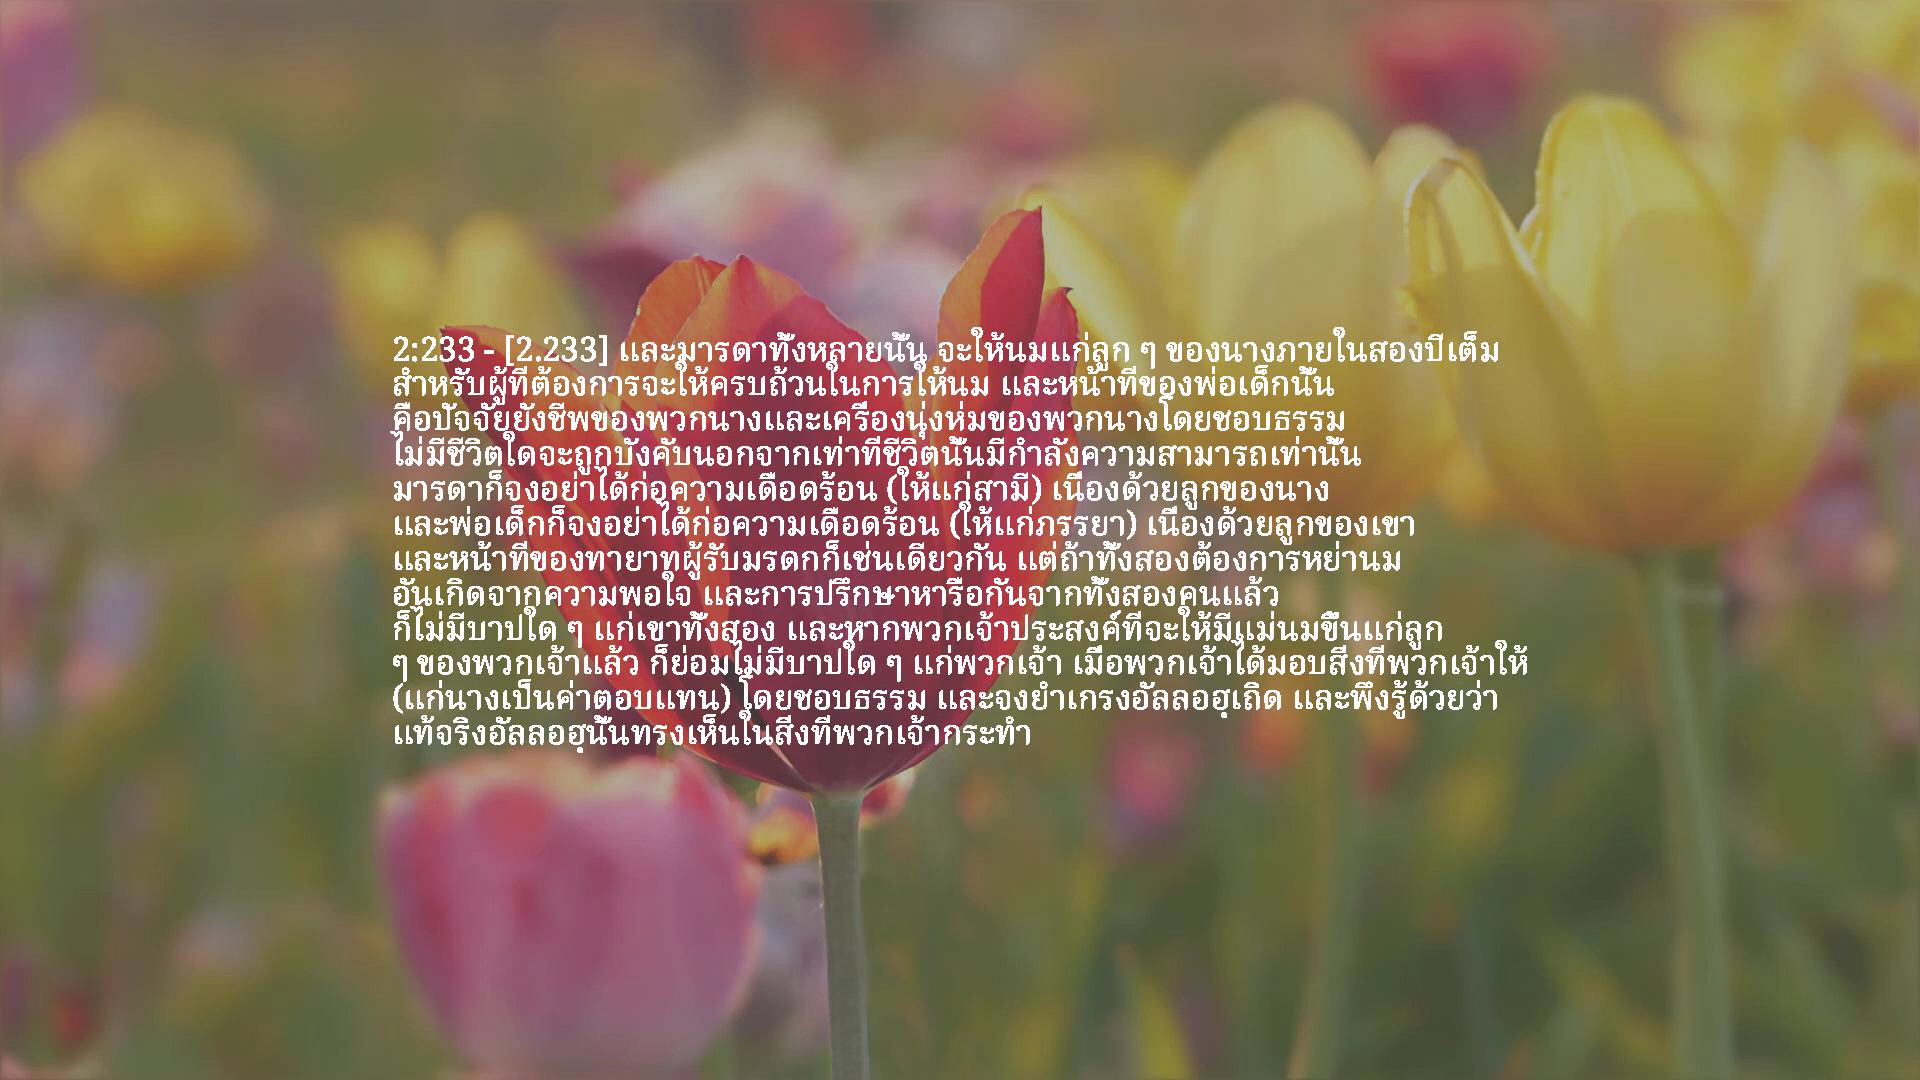 2:233 - [2.233] และมารดาทั้งหลายนั้น จะให้นมแก่ลูก ๆ ของนางภายในสองปีเต็ม
สำหรับผู้ที่ต้องการจะให้ครบถ้วนในการให้นม และหน้าที่ของพ่อเด็กนั้น
คือปัจจัยยังชีพของพวกนางและเครื่องนุ่งห่มของพวกนางโดยชอบธรรม
ไม่มีชีวิตใดจะถูกบังคับนอกจากเท่าที่ชีวิตนั้นมีกำลังความสามารถเท่านั้น
มารดาก็จงอย่าได้ก่อความเดือดร้อน (ให้แก่สามี) เนื่องด้วยลูกของนาง
และพ่อเด็กก็จงอย่าได้ก่อความเดือดร้อน (ให้แก่ภรรยา) เนื่องด้วยลูกของเขา
และหน้าที่ของทายาทผู้รับมรดกก็เช่นเดียวกัน แต่ถ้าทั้งสองต้องการหย่านม
อันเกิดจากความพอใจ และการปรึกษาหารือกันจากทั้งสองคนแล้ว
ก็ไม่มีบาปใด ๆ แก่เขาทั้งสอง และหากพวกเจ้าประสงค์ที่จะให้มีแม่นมขึ้นแก่ลูก
ๆ ของพวกเจ้าแล้ว ก็ย่อมไม่มีบาปใด ๆ แก่พวกเจ้า เมื่อพวกเจ้าได้มอบสิ่งที่พวกเจ้าให้
(แก่นางเป็นค่าตอบแทน) โดยชอบธรรม และจงยำเกรงอัลลอฮฺเถิด และพึงรู้ด้วยว่า
แท้จริงอัลลอฮฺนั้นทรงเห็นในสิ่งที่พวกเจ้ากระทำ